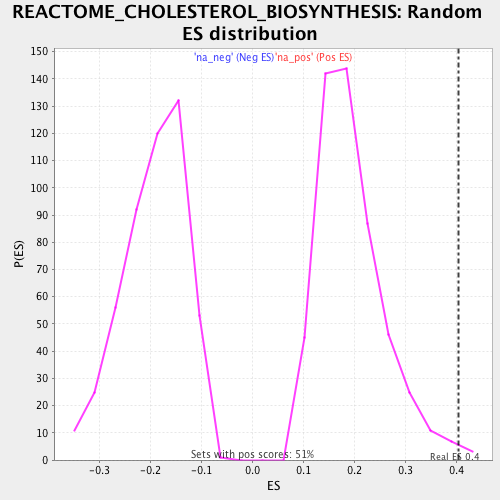 REACTOME_CHOLESTEROL_BIOSYNTHESIS: Random
ES distribution
'na_neg' (Neg ES)'na_pos' (Pos ES)
150
140
130
120
110
100
90
80
70
60
50
40
30
20
10
0
P(ES)
Sets with pos scores: 51%
Real ES 0.4
-0.3 -0.2 -0.1 0.0 0.1 0.2 0.3 0.4
ES